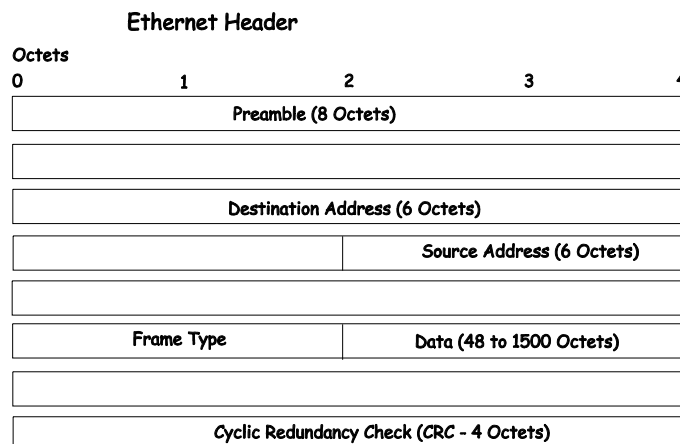 Ethernet Header
Octets
0 1 2 3 4
Preamble (8 Octets)
Destination Address (6 Octets)
Source Address (6 Octets)
Frame Type Data (48 to 1500 Octets)
Cyclic Redundancy Check (CRC - 4 Octets)